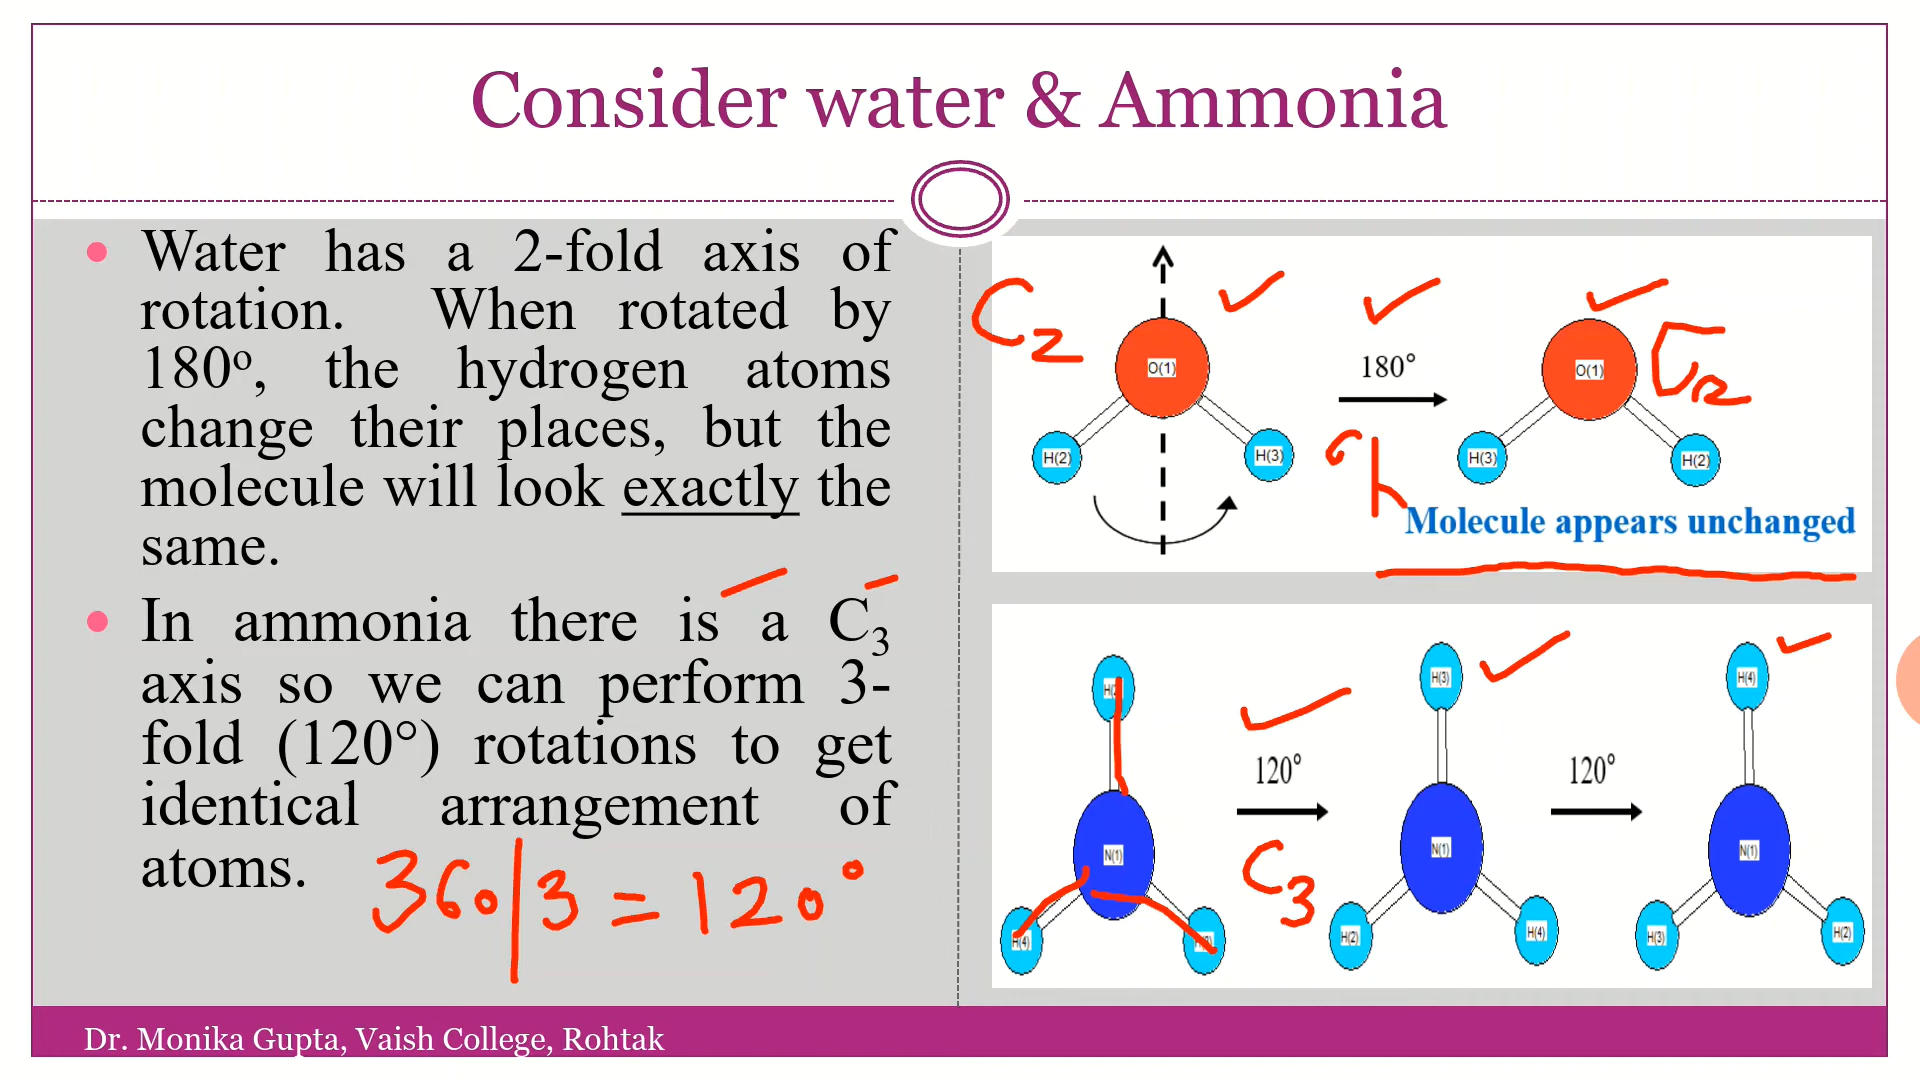 Consider water & Ammonia
Water has a 2-fold axis of
rotation. When rotated by
180°, the hydrogen atoms
change their places, but the
molecule will look exactly the
same.
In ammonia there is a C₃
axis so we can perform 3-
fold (120°) rotations to get
identical arrangement of
atoms.
360/3 = 120°
C2
O(1)
H(2)
H(3)
180°
O(1)
H(3)
H(2)
Molecule appears unchanged
N(1)
H(4)
120°
C3
H(3)
N(1)
H(2)
H(4)
120°
H(4)
N(1)
H(3)
H(2)
Dr. Monika Gupta, Vaish College, Rohtak